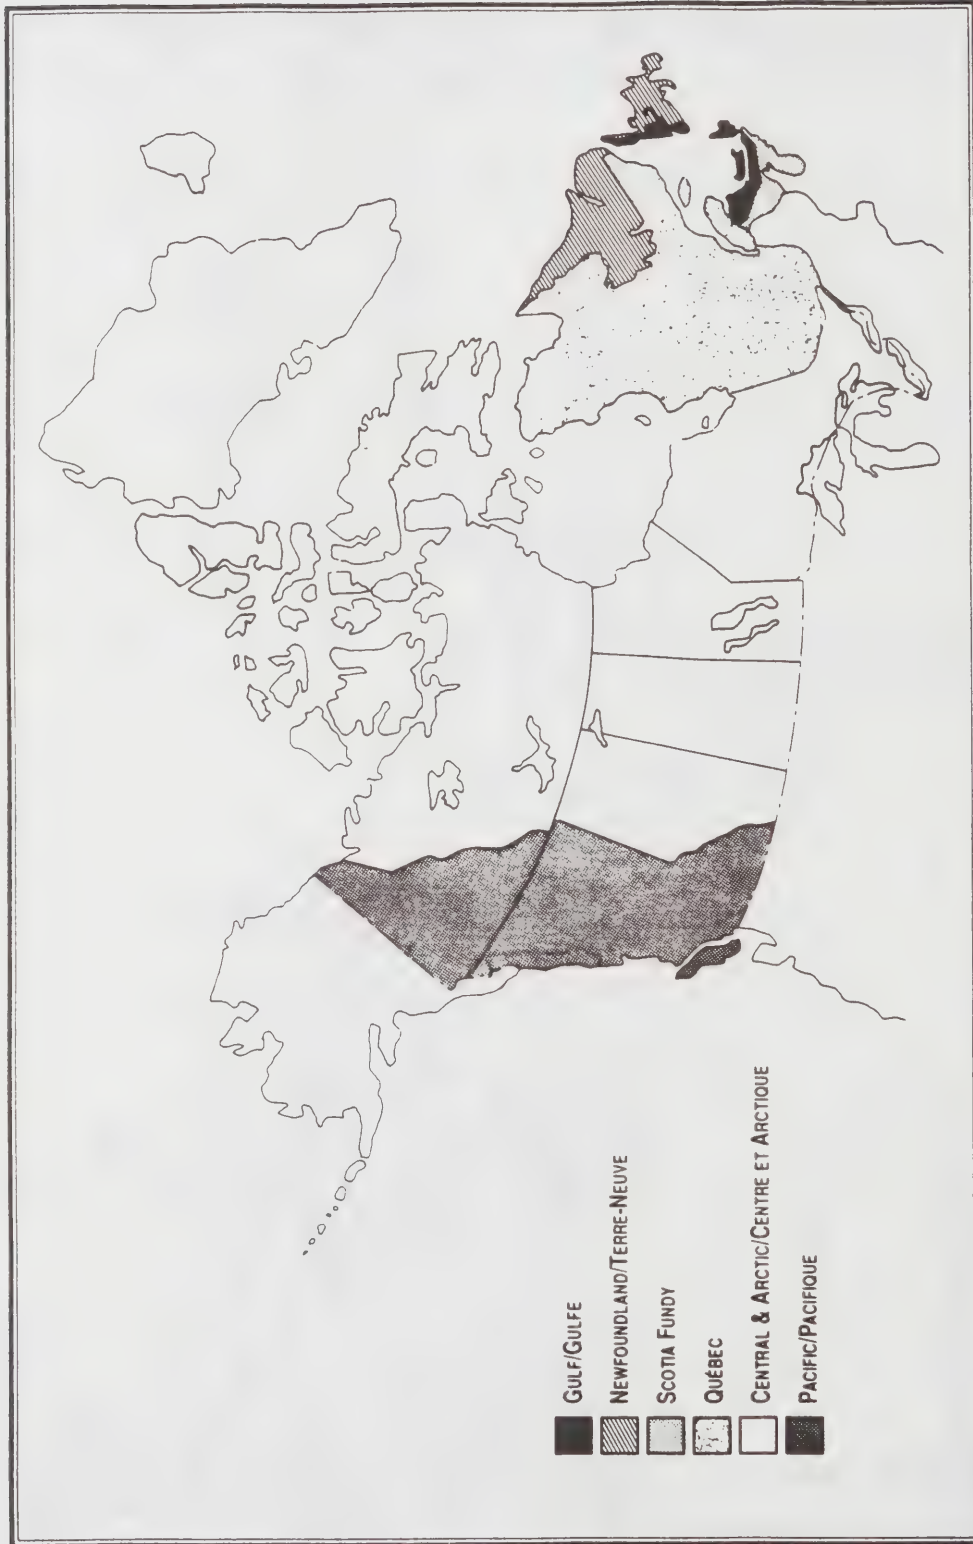 GULF/GULFE
NEWFOUNDLAND/TERRE-NEUVE
SCOTIA FUNDY
QUÉBEC
CENTRAL & ARCTIC/CENTRE ET ARCTIQUE
PACIFIC/PACIFIQUE